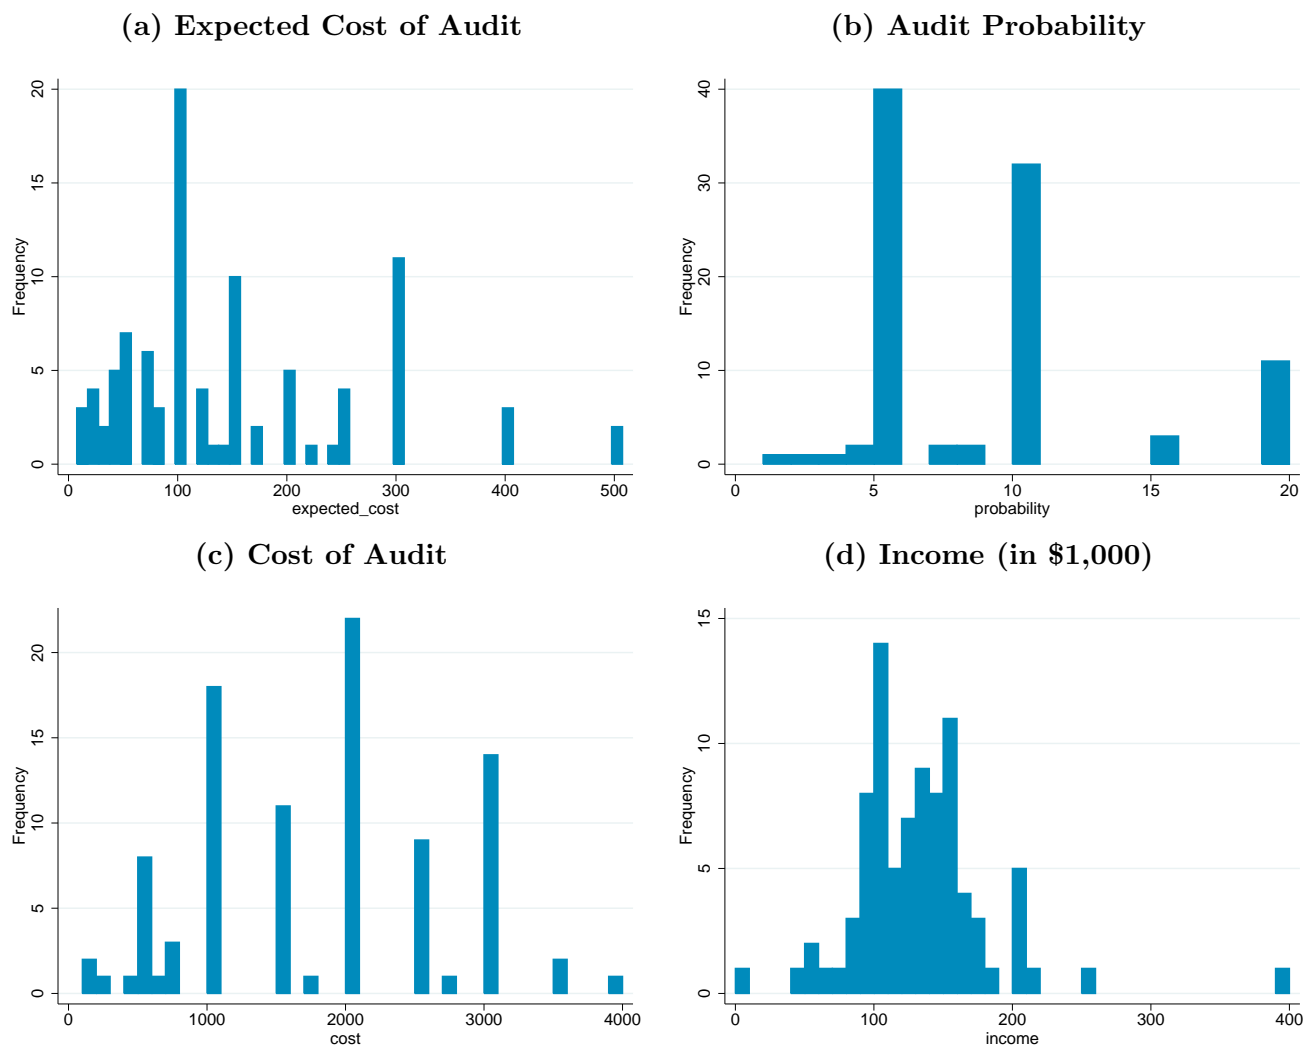 (a) Expected Cost of Audit
20
15
10
5
0
Frequency
0 100 200 300 400 500
expected_cost
(b) Audit Probability
40
30
20
10
0
Frequency
0 5 10 15 20
probability
(c) Cost of Audit
20
15
10
5
0
Frequency
0 1000 2000 3000 4000
cost
(d) Income (in $1,000)
15
10
5
0
Frequency
0 100 200 300 400
income